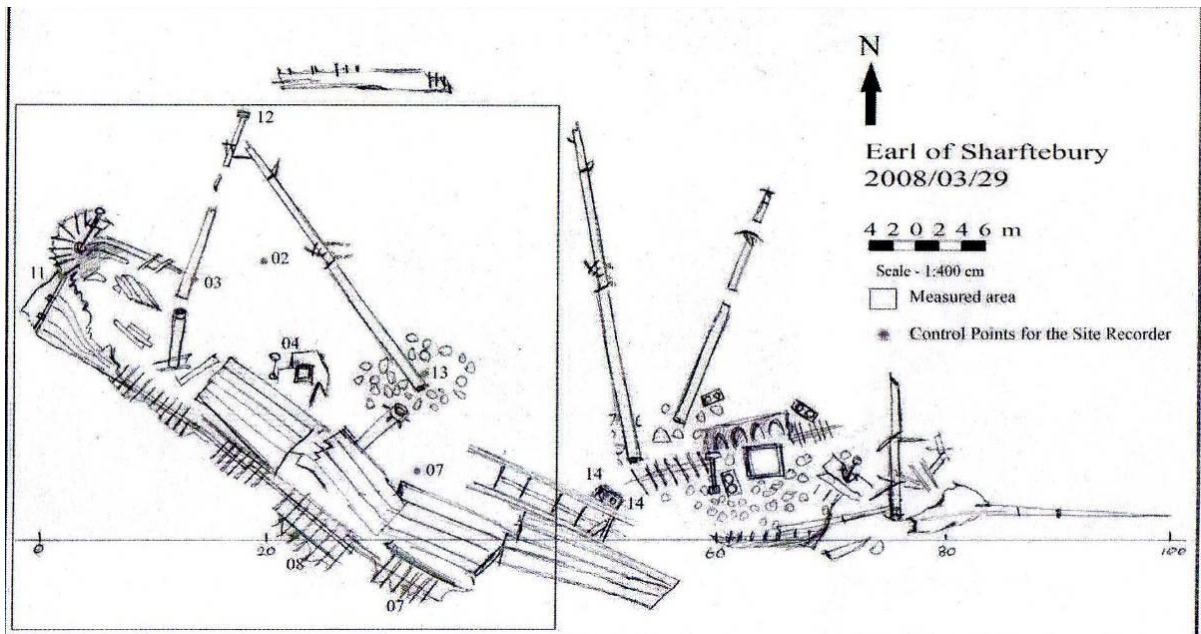 N
Earl of Sharftebury
2008/03/29
4 2 0 2 4 6 m
Scale - 1:400 cm
Measured area
Control Points for the Site Recorder
12
02
11
03
04
13
07
14
14
0
20
60
80
100
08
07